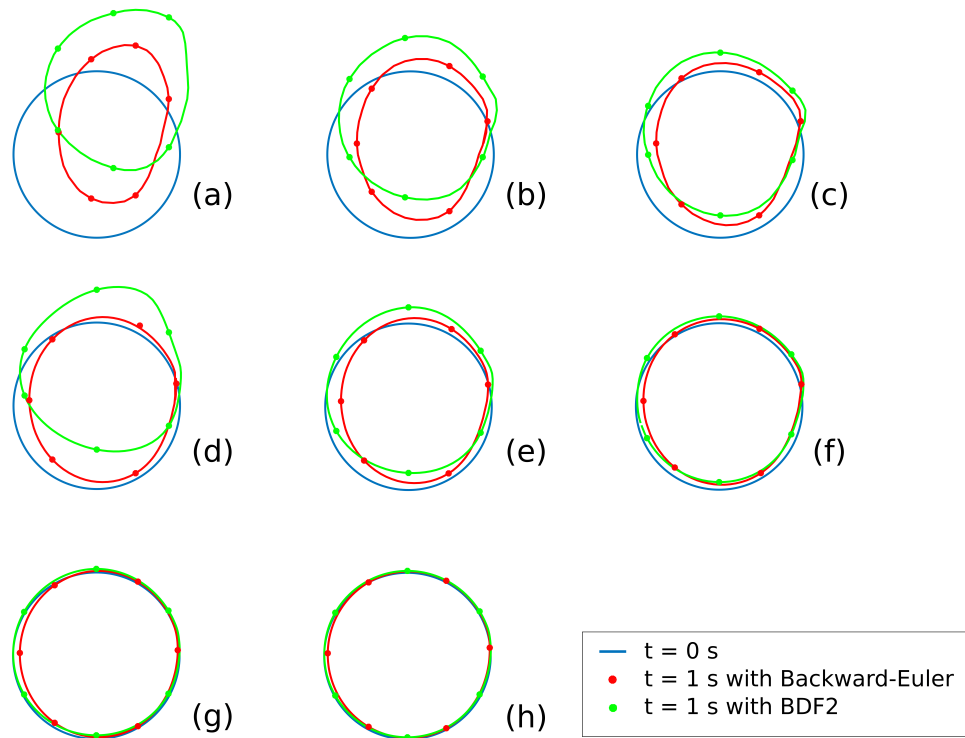 (a)
(b)
(c)
(d)
(e)
(f)
(g)
(h)
t = 0 s
t = 1 s with Backward-Euler
t = 1 s with BDF2